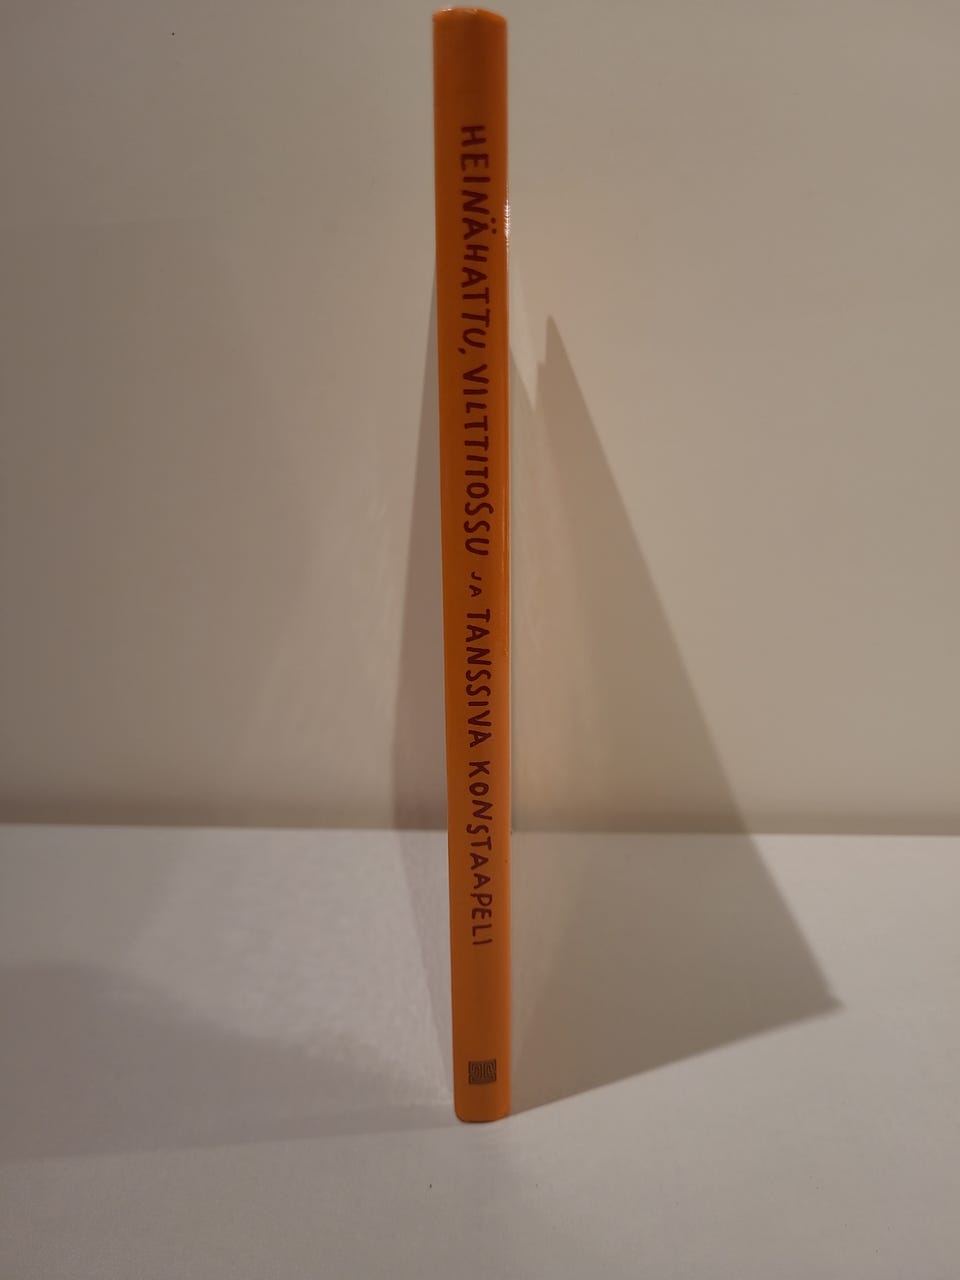 HEINÄHATTU, VILTTITOSSU JA TANSSIVA KONSTAAPELI